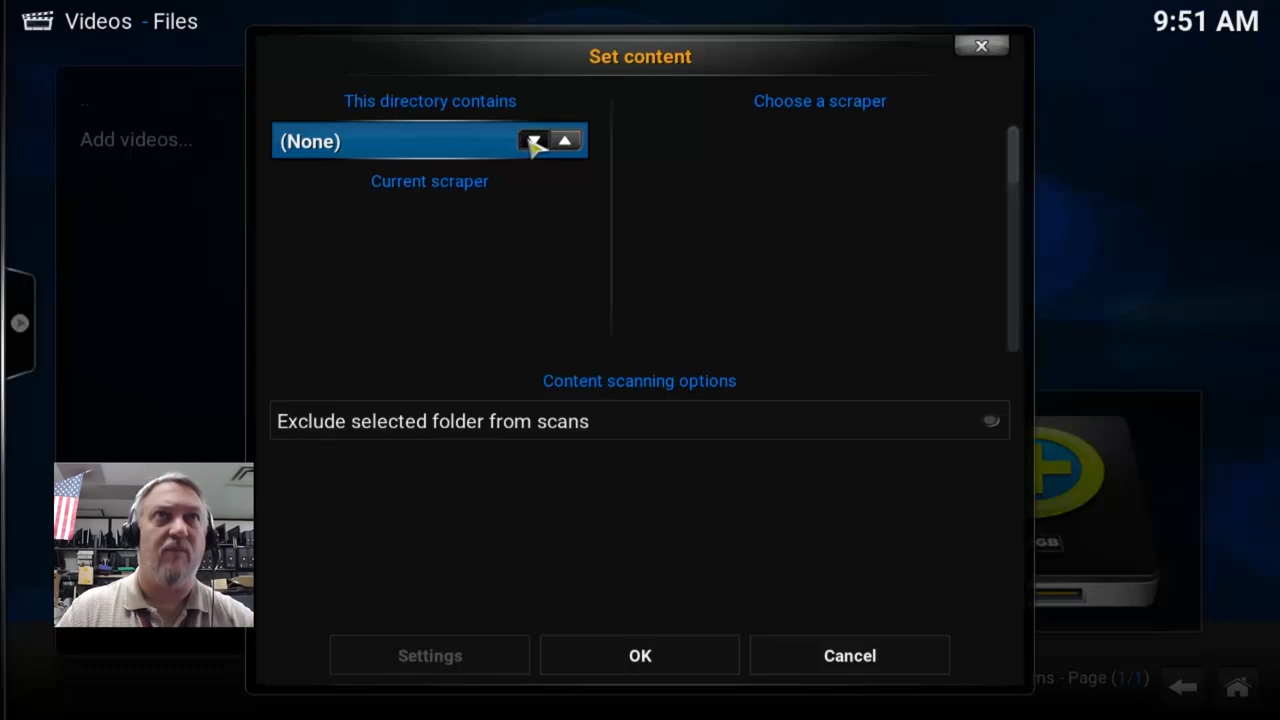 Videos - Files
9:51 AM
Set content
This directory contains
Choose a scraper
..
Add videos...
(None)
Current scraper
Content scanning options
Exclude selected folder from scans
GB
Settings
OK
Cancel
ms - Page (1/1)